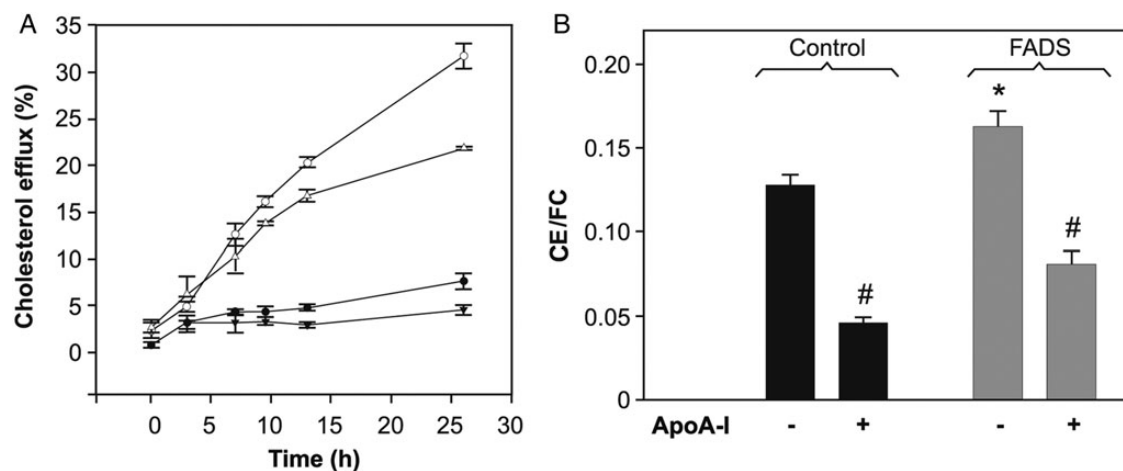 A
Cholesterol efflux (%)
35
30
25
20
15
10
5
0
0 5 10 15 20 25 30
Time (h)
B
Control FADS
CE/FC
0.20
0.15
0.10
0.05
0
*
#
#
ApoA-I - + - +